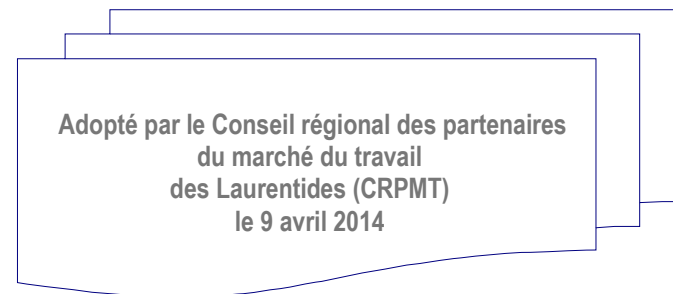 Adopté par le Conseil régional des partenaires
du marché du travail
des Laurentides (CRPMT)
le 9 avril 2014